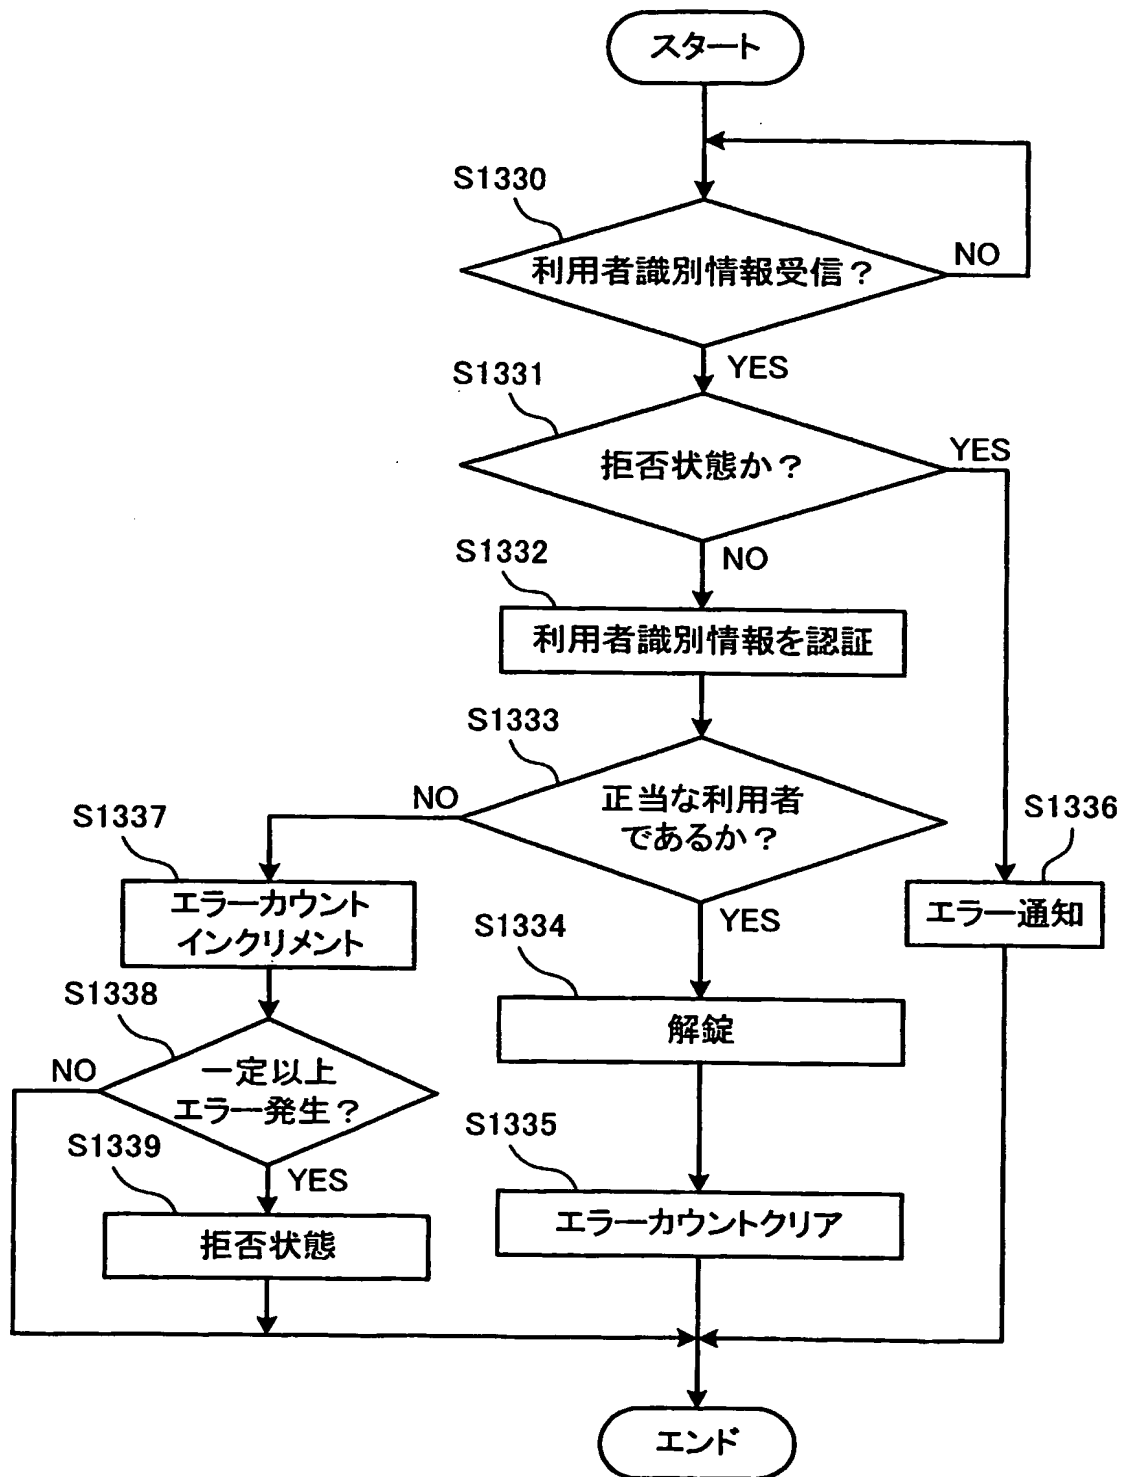 スタート
S1330
利用者識別情報受信？
NO
YES
S1331
拒否状態か？
YES
NO
S1332
利用者識別情報を認証
S1333
正当な利用者
であるか？
NO
YES
S1337
エラーカウント
インクリメント
S1336
エラー通知
S1334
解錠
S1338
一定以上
エラー発生？
NO
YES
S1339
拒否状態
S1335
エラーカウントクリア
エンド